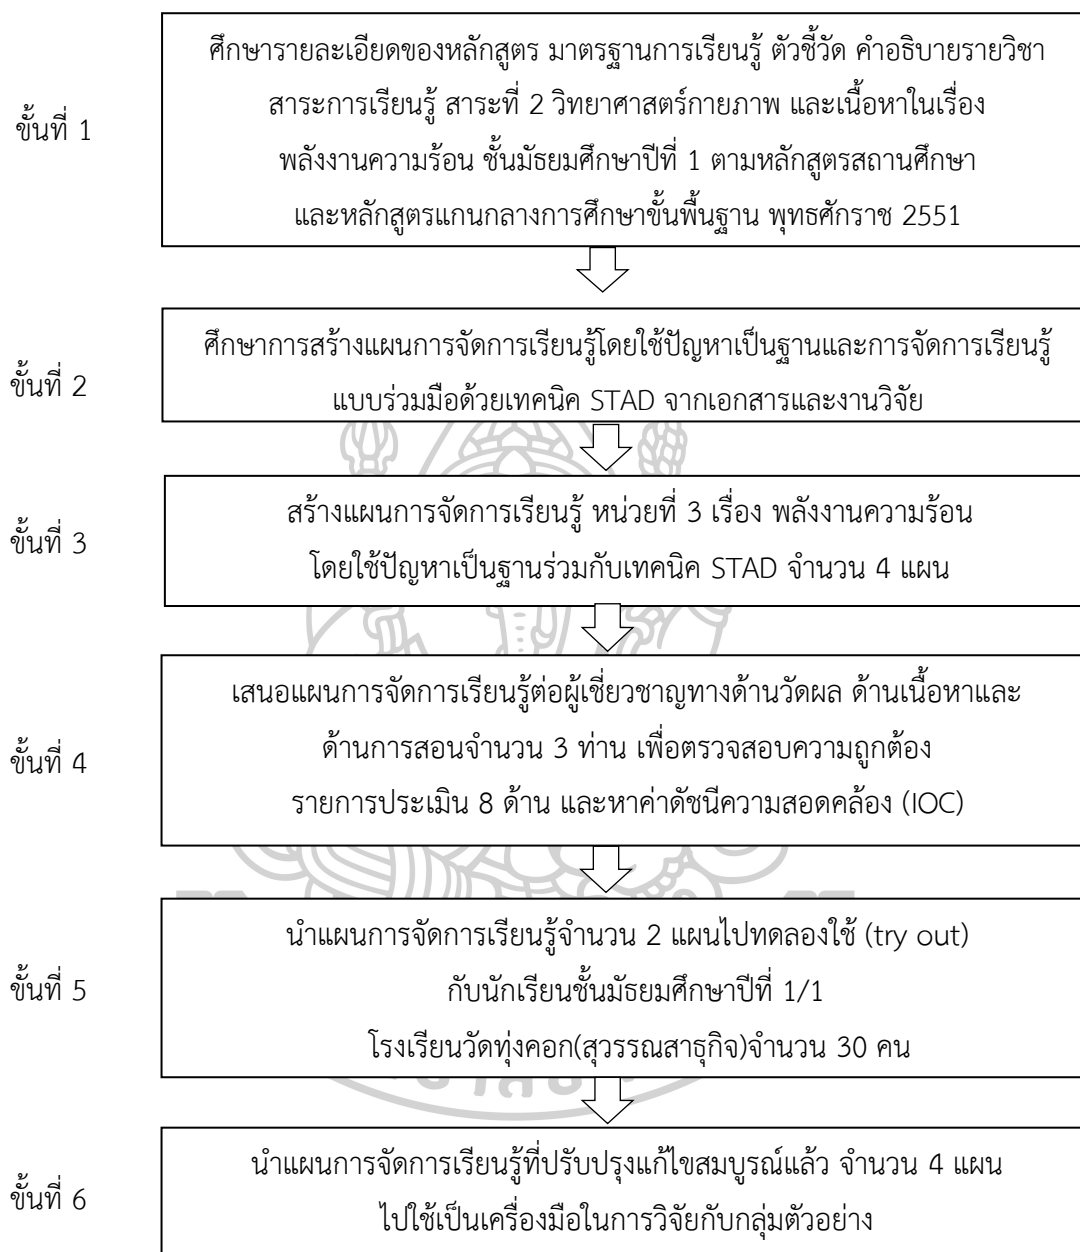 ขั้นที่ 1
ศึกษารายละเอียดของหลักสูตร มาตรฐานการเรียนรู้ ตัวชี้วัด คำอธิบายรายวิชา
สาระการเรียนรู้ สาระที่ 2 วิทยาศาสตร์กายภาพ และเนื้อหาในเรื่อง
พลังงานความร้อน ชั้นมัธยมศึกษาปีที่ 1 ตามหลักสูตรสถานศึกษา
และหลักสูตรแกนกลางการศึกษาขั้นพื้นฐาน พุทธศักราช 2551
ขั้นที่ 2
ศึกษาการสร้างแผนการจัดการเรียนรู้โดยใช้ปัญหาเป็นฐานและการจัดการเรียนรู้
แบบร่วมมือด้วยเทคนิค STAD จากเอกสารและงานวิจัย
ขั้นที่ 3
สร้างแผนการจัดการเรียนรู้ หน่วยที่ 3 เรื่อง พลังงานความร้อน
โดยใช้ปัญหาเป็นฐานร่วมกับเทคนิค STAD จำนวน 4 แผน
ขั้นที่ 4
เสนอแผนการจัดการเรียนรู้ต่อผู้เชี่ยวชาญทางด้านวัดผล ด้านเนื้อหาและ
ด้านการสอนจำนวน 3 ท่าน เพื่อตรวจสอบความถูกต้อง
รายการประเมิน 8 ด้าน และหาค่าดัชนีความสอดคล้อง (IOC)
ขั้นที่ 5
นำแผนการจัดการเรียนรู้จำนวน 2 แผนไปทดลองใช้ (try out)
กับนักเรียนชั้นมัธยมศึกษาปีที่ 1/1
โรงเรียนวัดทุ่งคอก(สุวรรณสาธุกิจ)จำนวน 30 คน
ขั้นที่ 6
นำแผนการจัดการเรียนรู้ที่ปรับปรุงแก้ไขสมบูรณ์แล้ว จำนวน 4 แผน
ไปใช้เป็นเครื่องมือในการวิจัยกับกลุ่มตัวอย่าง